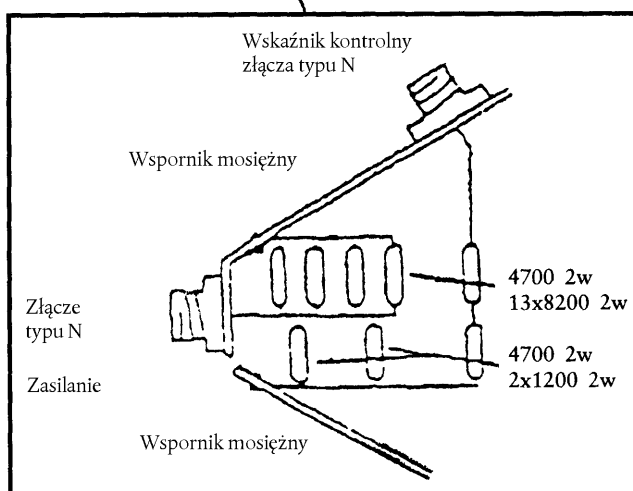 Wskaźnik kontrolny
złącza typu N
Wspornik mosiężny
4700 2w
13x8200 2w
Złącze
typu N
4700 2w
2x1200 2w
Zasilanie
Wspornik mosiężny